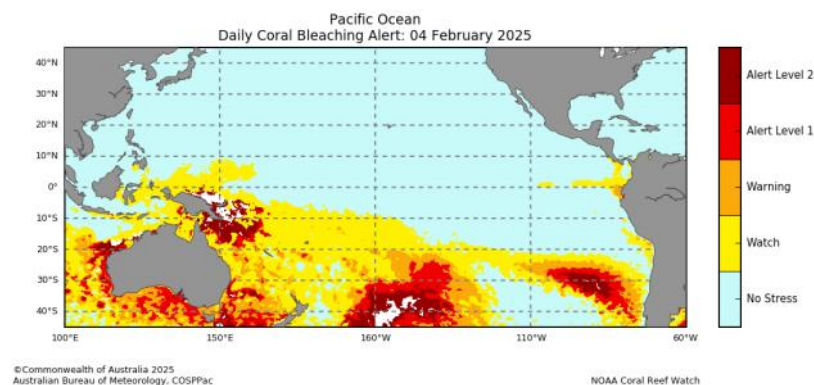 Pacific Ocean
Daily Coral Bleaching Alert: 04 February 2025
40°N
30°N
20°N
10°N
0°
10°S
20°S
30°S
40°S
100°E
150°E
160°W
110°W
60°W
Alert Level 2
Alert Level 1
Warning
Watch
No Stress
©Commonwealth of Australia 2025
Australian Bureau of Meteorology, COSPPac
NOAA Coral Reef Watch